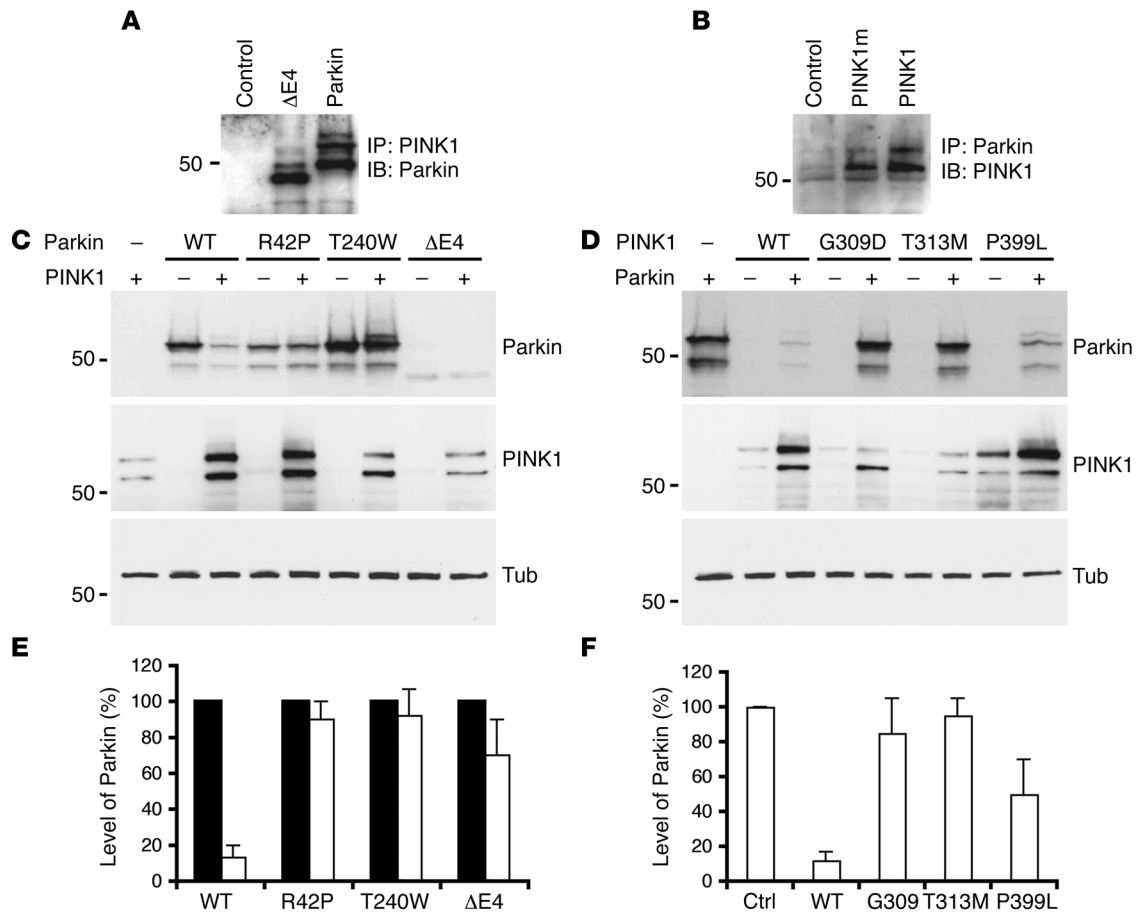 A
Control
ΔE4
Parkin
50
IP: PINK1
IB: Parkin
B
Control
PINK1m
PINK1
50
IP: Parkin
IB: PINK1
C
Parkin – WT R42P T240W ΔE4
PINK1 + – + – + – + – +
50
Parkin
50
PINK1
50
Tub
D
PINK1 – WT G309D T313M P399L
Parkin + – + – + – + – +
50
Parkin
50
PINK1
50
Tub
E
Level of Parkin (%)
120
100
80
60
40
20
0
WT R42P T240W ΔE4
F
Level of Parkin (%)
120
100
80
60
40
20
0
Ctrl WT G309 T313M P399L